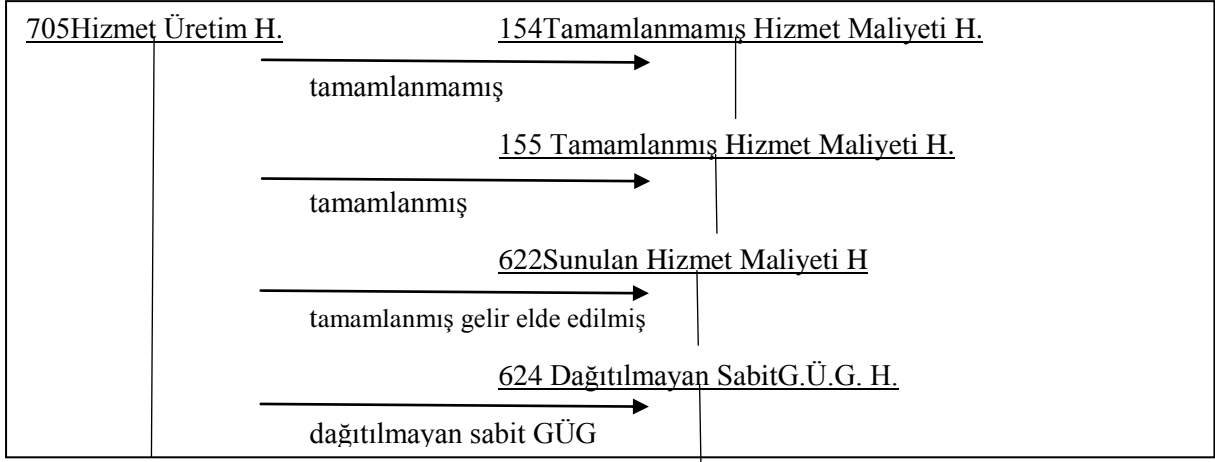 705Hizmet Üretim H.
154Tamamlanmamış Hizmet Maliyeti H.
tamamlanmamış
155 Tamamlanmış Hizmet Maliyeti H.
tamamlanmış
622Sunulan Hizmet Maliyeti H
tamamlanmış gelir elde edilmiş
624 Dağıtılmayan SabitG.Ü.G. H.
dağıtılmayan sabit GÜG